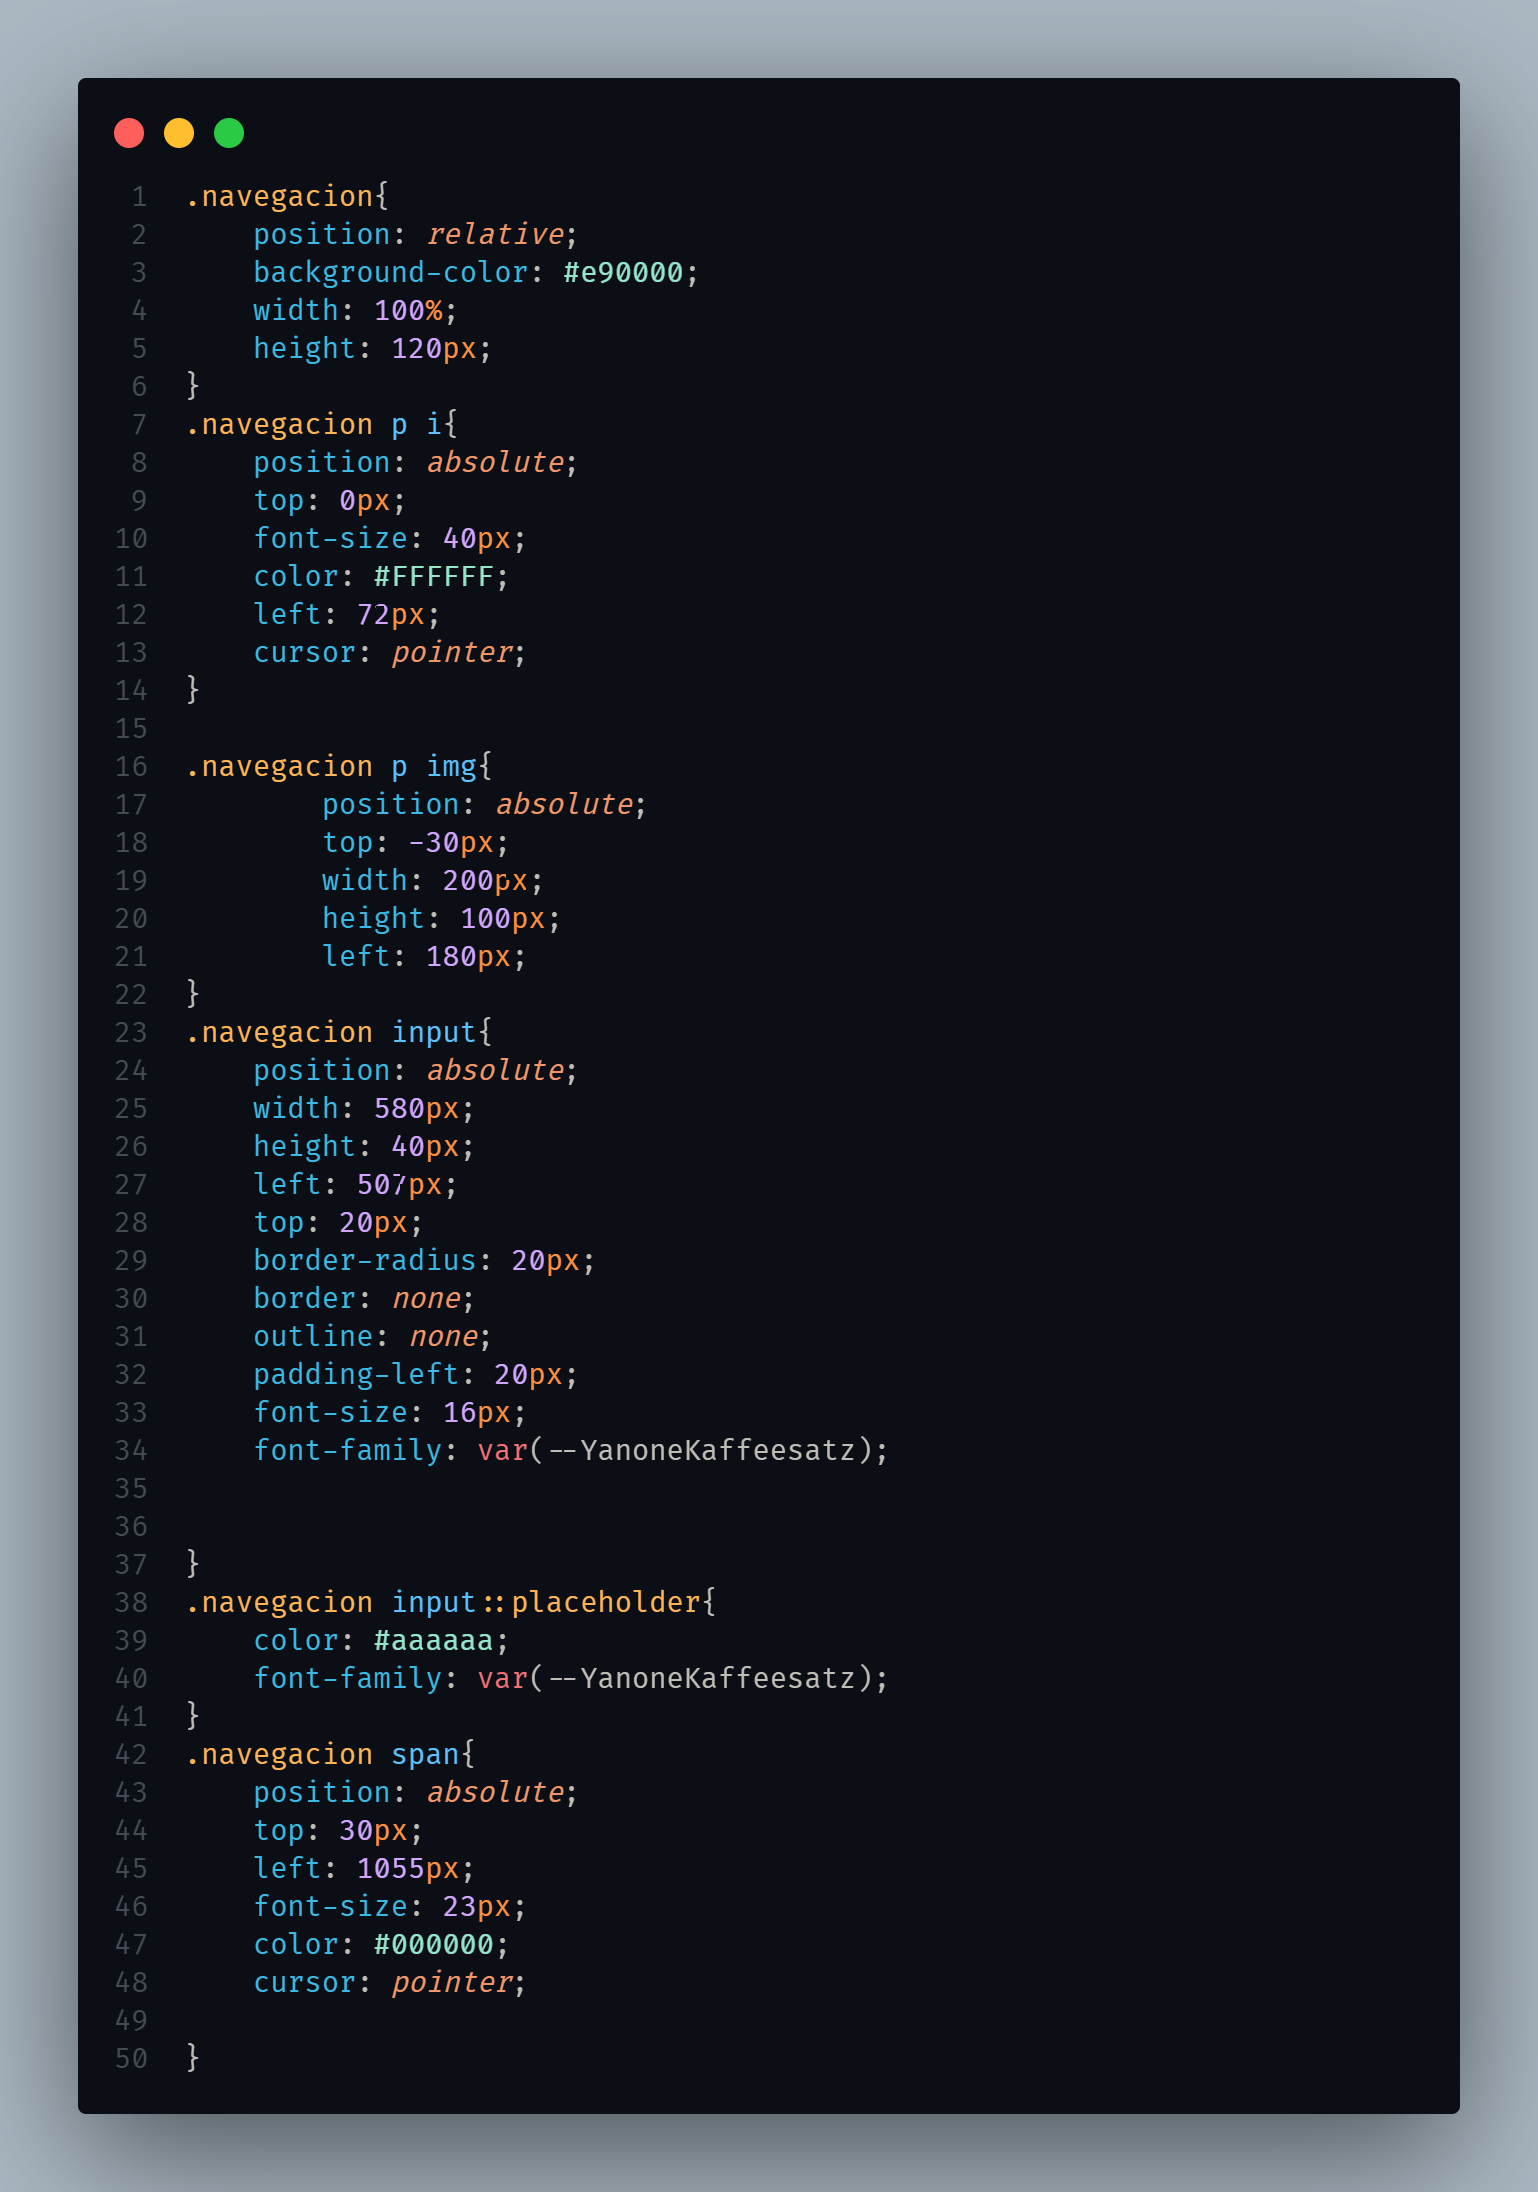 1 .navegacion{
2     position: relative;
3     background-color: #e90000;
4     width: 100%;
5     height: 120px;
6 }
7 .navegacion p i{
8     position: absolute;
9     top: 0px;
10     font-size: 40px;
11     color: #FFFFFF;
12     left: 72px;
13     cursor: pointer;
14 }
15
16 .navegacion p img{
17         position: absolute;
18         top: -30px;
19         width: 200px;
20         height: 100px;
21         left: 180px;
22 }
23 .navegacion input{
24     position: absolute;
25     width: 580px;
26     height: 40px;
27     left: 507px;
28     top: 20px;
29     border-radius: 20px;
30     border: none;
31     outline: none;
32     padding-left: 20px;
33     font-size: 16px;
34     font-family: var(--YanoneKaffeesatz);
35
36
37 }
38 .navegacion input::placeholder{
39     color: #aaaaaa;
40     font-family: var(--YanoneKaffeesatz);
41 }
42 .navegacion span{
43     position: absolute;
44     top: 30px;
45     left: 1055px;
46     font-size: 23px;
47     color: #000000;
48     cursor: pointer;
49
50 }